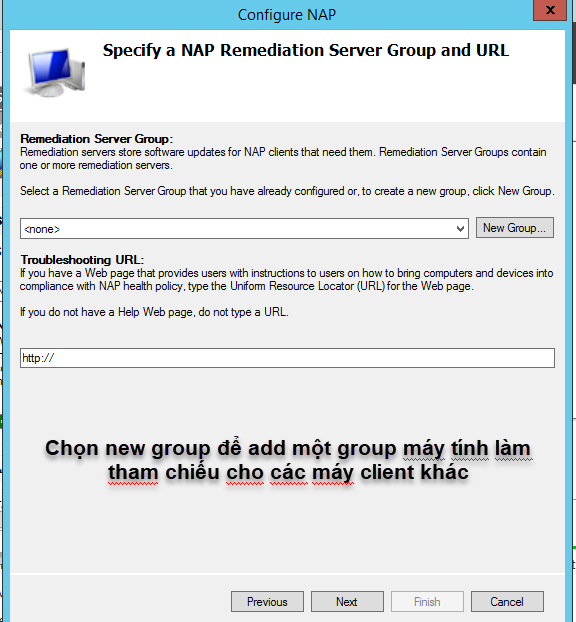 Configure NAP
x
Specify a NAP Remediation Server Group and URL
Remediation Server Group:
Remediation servers store software updates for NAP clients that need them. Remediation Server Groups contain
one or more remediation servers.
Select a Remediation Server Group that you have already configured or, to create a new group, click New Group.
<none>
New Group...
Troubleshooting URL:
If you have a Web page that provides users with instructions to users on how to bring computers and devices into
compliance with NAP health policy, type the Uniform Resource Locator (URL) for the Web page.
If you do not have a Help Web page, do not type a URL.
http://
Chọn new group để add một group máy tính làm
tham chiếu cho các máy client khác
Previous
Next
Finish
Cancel